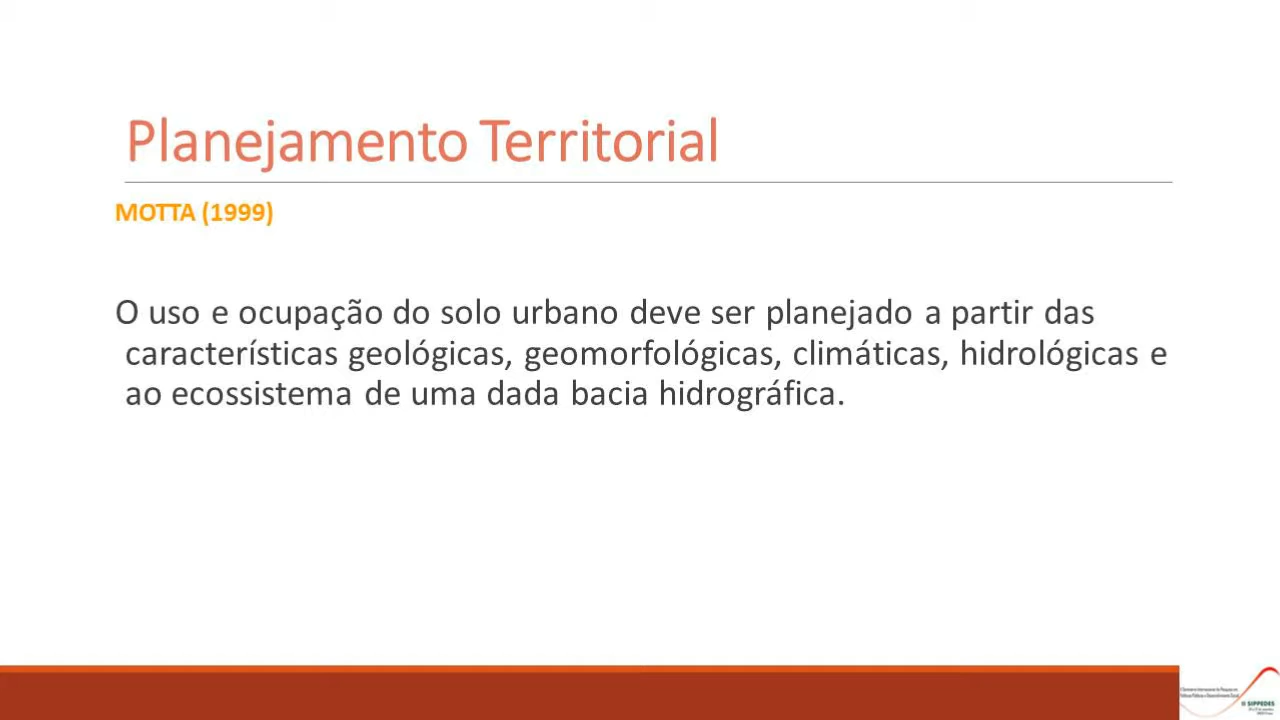 Planejamento Territorial
MOTTA (1999)
O uso e ocupação do solo urbano deve ser planejado a partir das
características geológicas, geomorfológicas, climáticas, hidrológicas e
ao ecossistema de uma dada bacia hidrográfica.
SIPPEDES